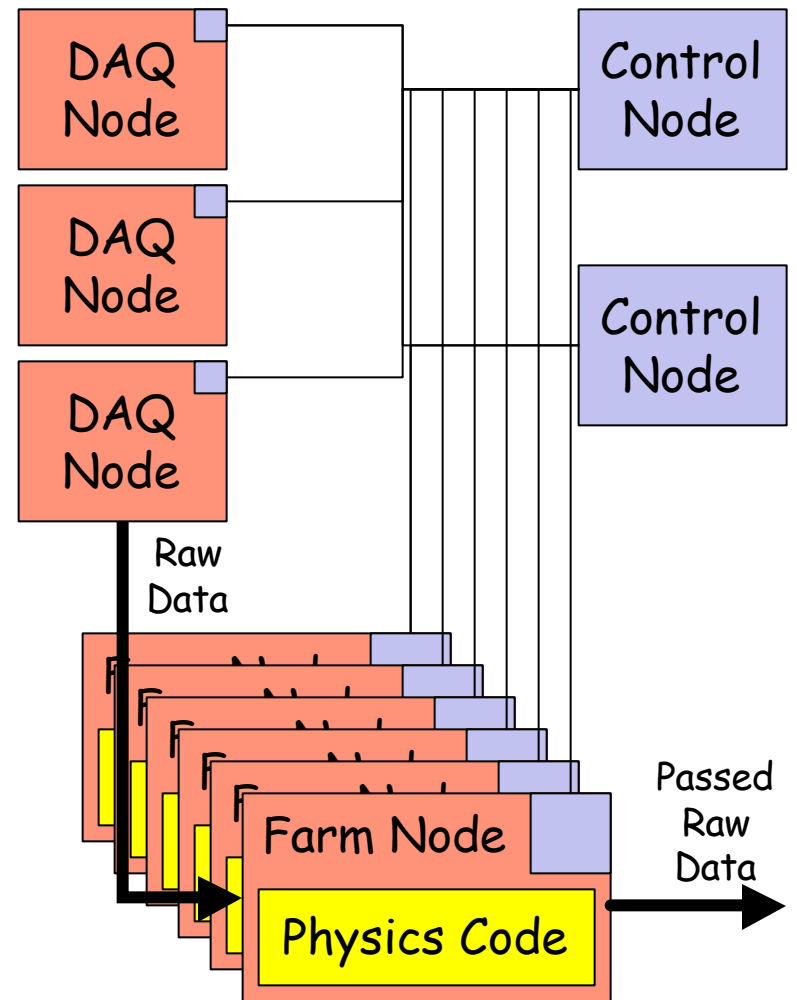 DAQ
Node
Control
Node
DAQ
Node
Control
Node
DAQ
Node
Raw
Data
Farm Node
Physics Code
Passed
Raw
Data